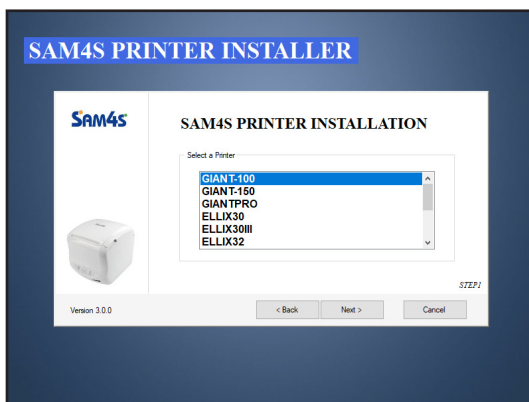 SAM4S PRINTER INSTALLER
SAM4S
SAM4S PRINTER INSTALLATION
Select a Printer
GIANT-100
GIANT-150
GIANTPRO
ELLIX30
ELLIX30III
ELLIX32
STEP1
Version 3.0.0
< Back
Next >
Cancel